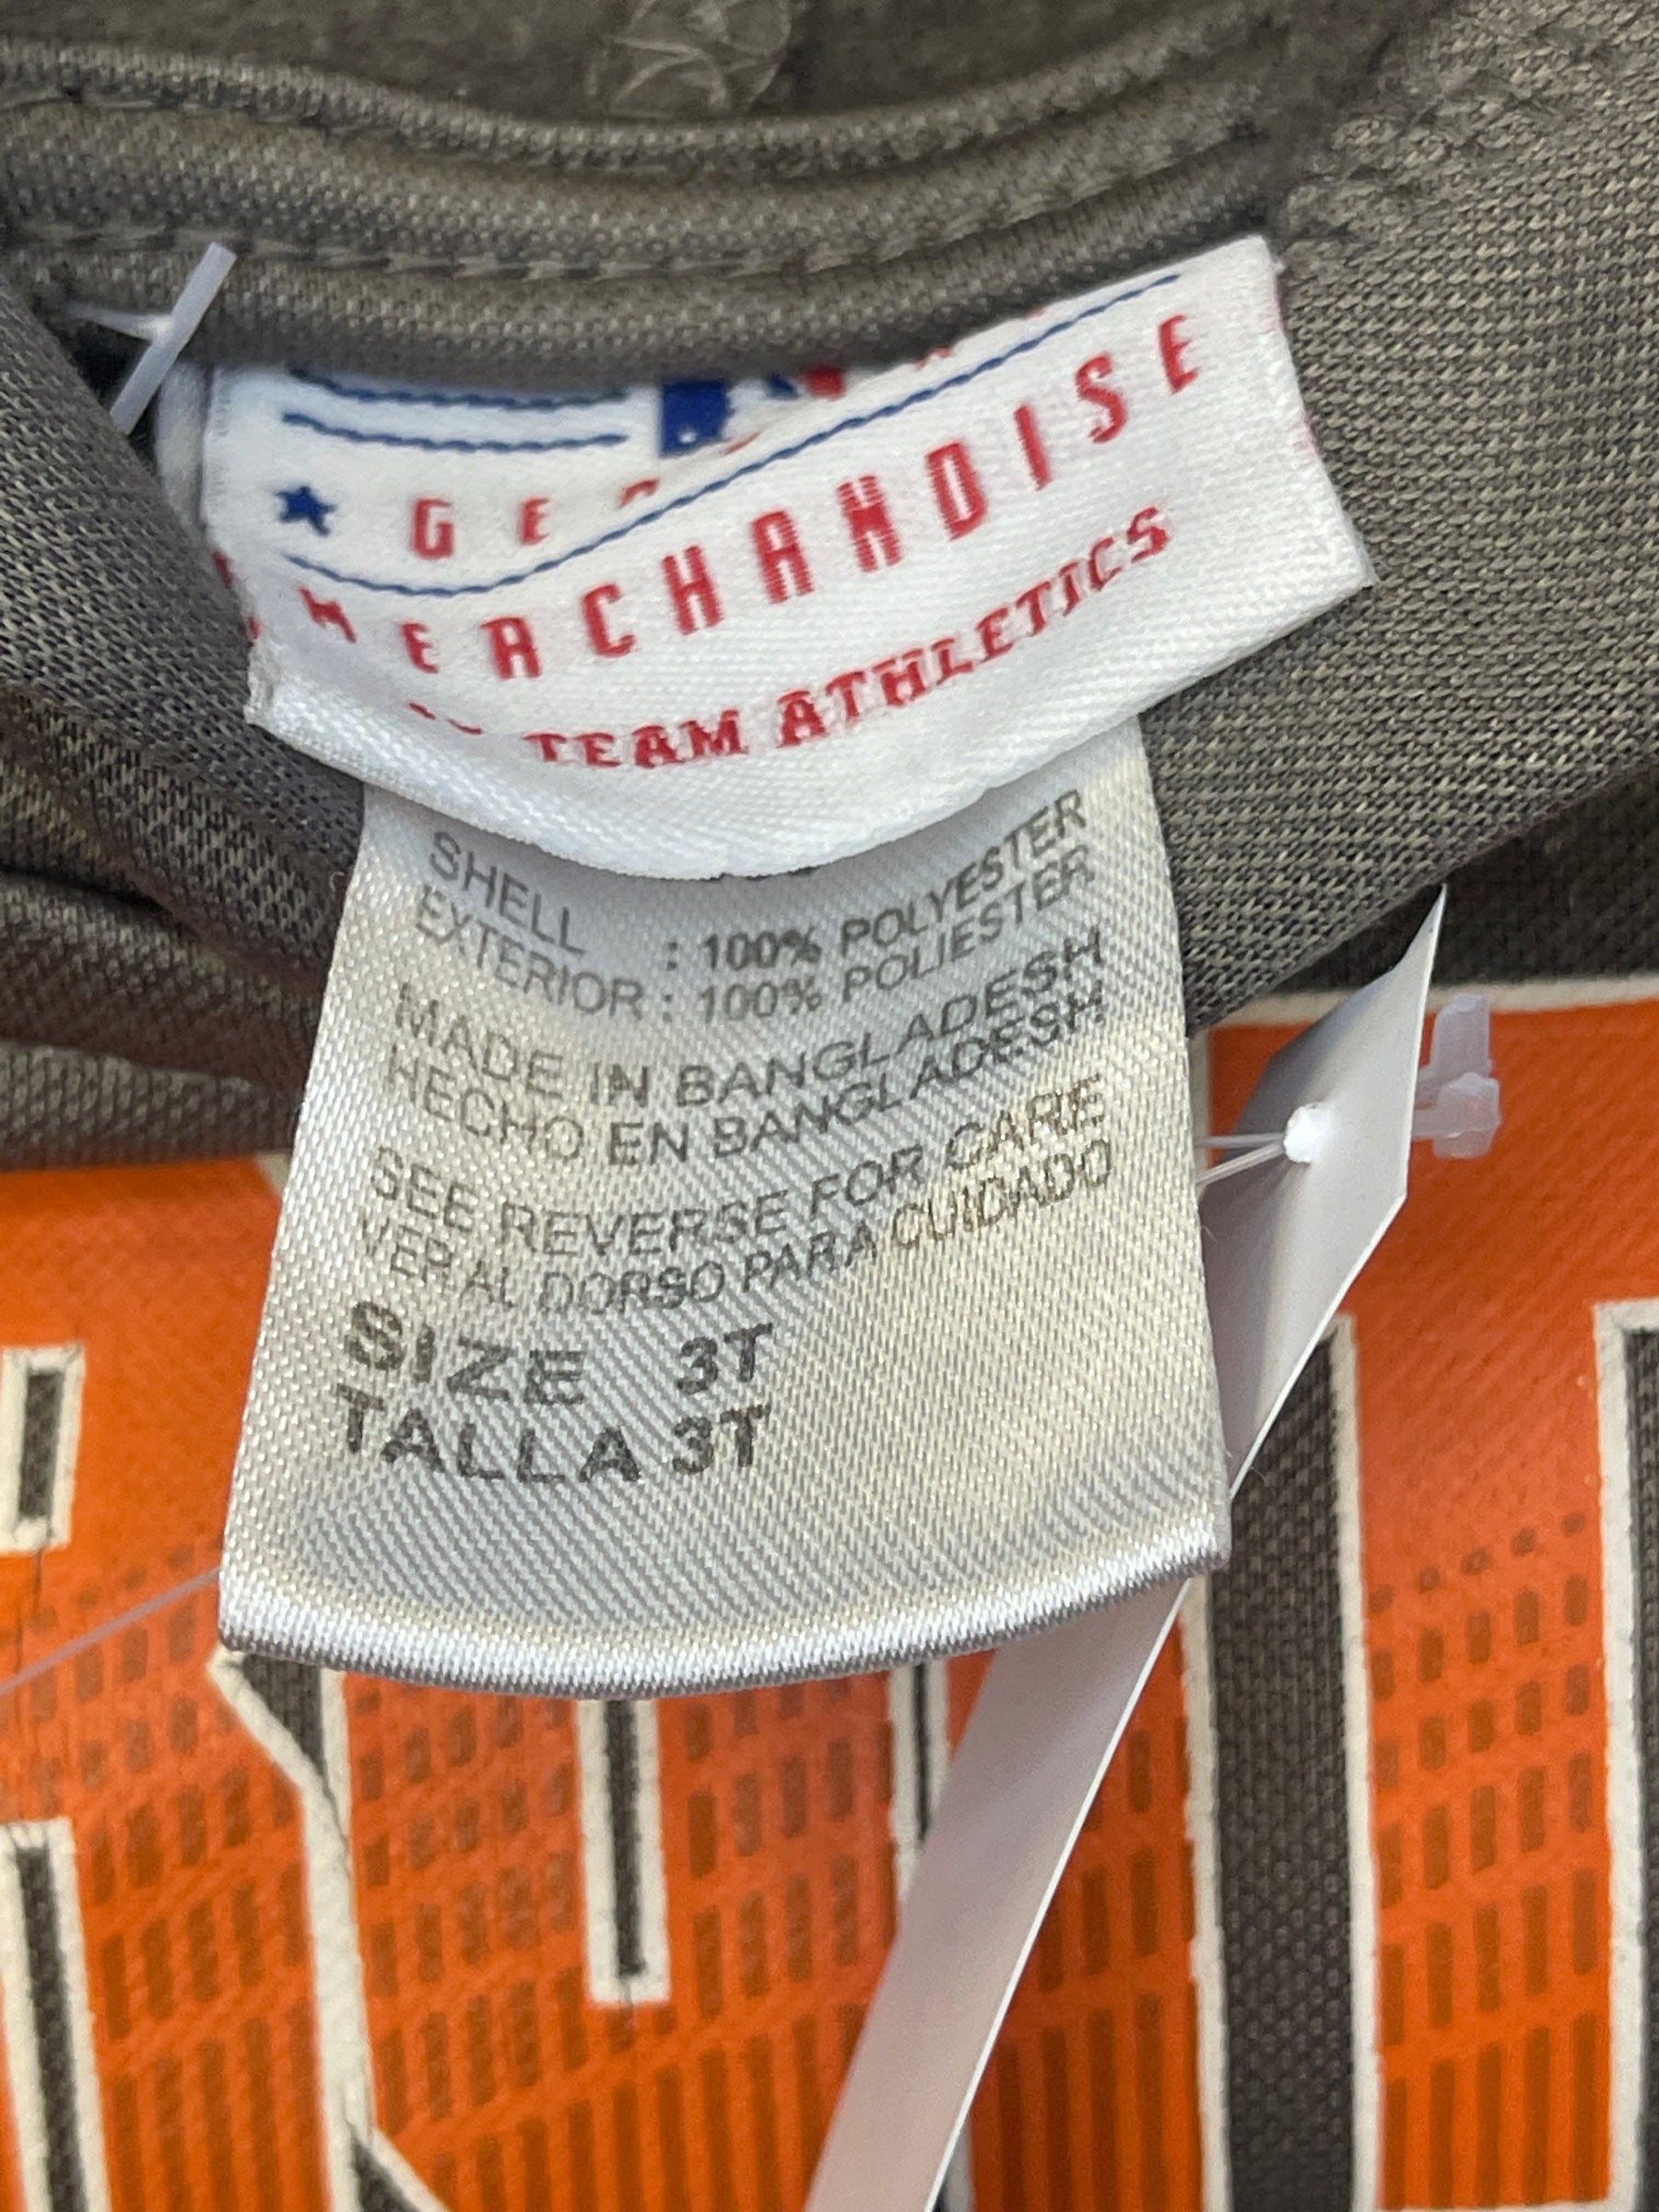 MERCHANDISE
TEAM ATHLETICS
SHELL : 100% POLYESTER
EXTERIOR : 100% POLIESTER
MADE IN BANGLADESH
HECHO EN BANGLADESH
SEE REVERSE FOR CARE
VER AL DORSO PARA CUIDADO
SIZE 3T
TALLA 3T